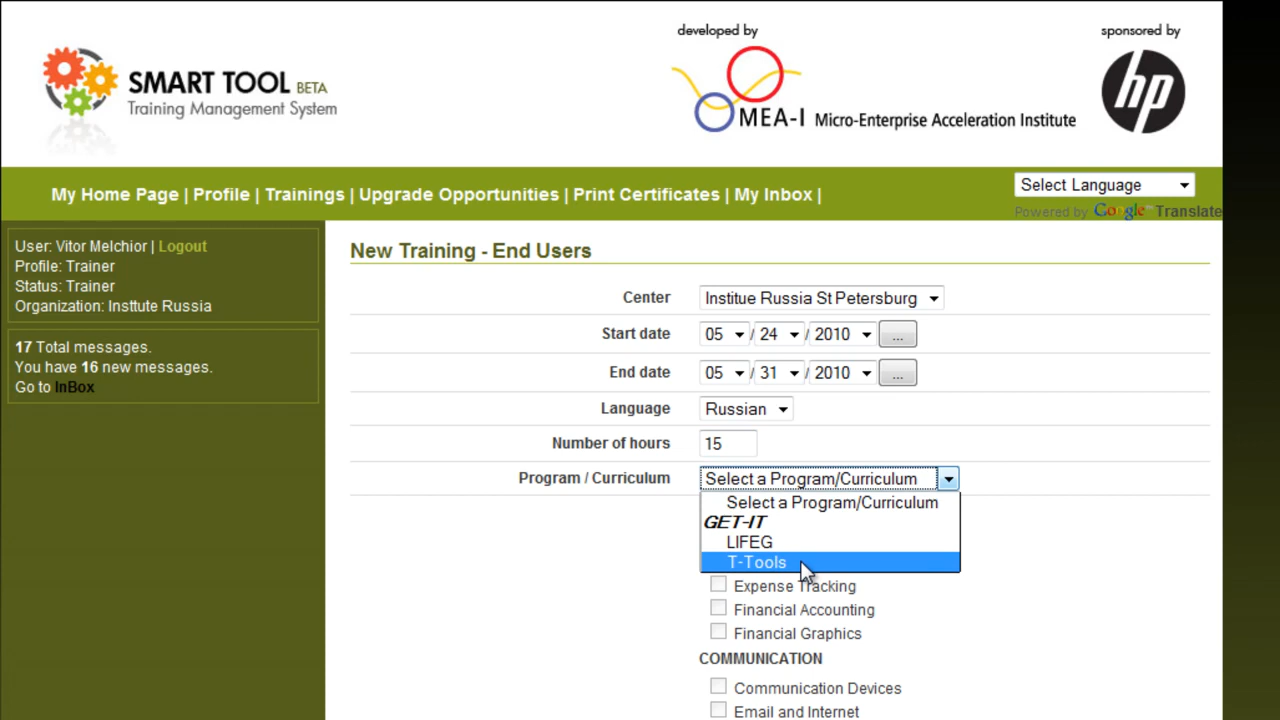 developed by
sponsored by
SMART TOOL BETA
Training Management System
MEA-I Micro-Enterprise Acceleration Institute
hp
My Home Page | Profile | Trainings | Upgrade Opportunities | Print Certificates | My Inbox |
Select Language
Powered by Google Translate
User: Vitor Melchior | Logout
Profile: Trainer
Status: Trainer
Organization: Insttute Russia
17 Total messages.
You have 16 new messages.
Go to InBox
New Training - End Users
Center Institue Russia St Petersburg
Start date 05 / 24 / 2010 ...
End date 05 / 31 / 2010 ...
Language Russian
Number of hours 15
Program / Curriculum Select a Program/Curriculum
Select a Program/Curriculum
GET-IT
LIFEG
T-Tools
Expense Tracking
Financial Accounting
Financial Graphics
COMMUNICATION
Communication Devices
Email and Internet